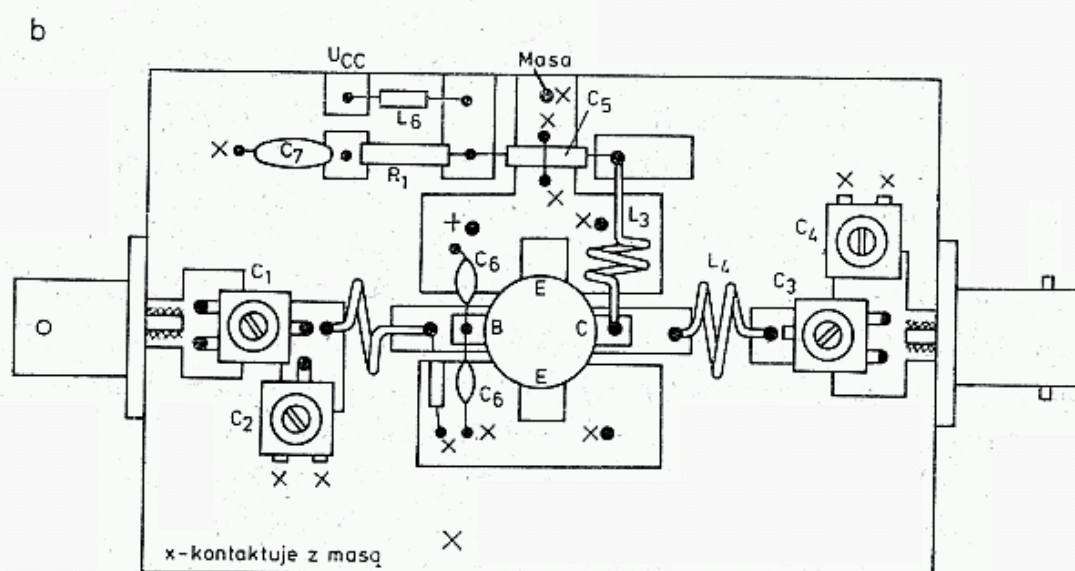 b
UCC
Masa
C5
L6
C7
R1
L3
C6
C4
L4
C1
C3
E
B
C
E
C6
C2
x-kontaktuje z masą